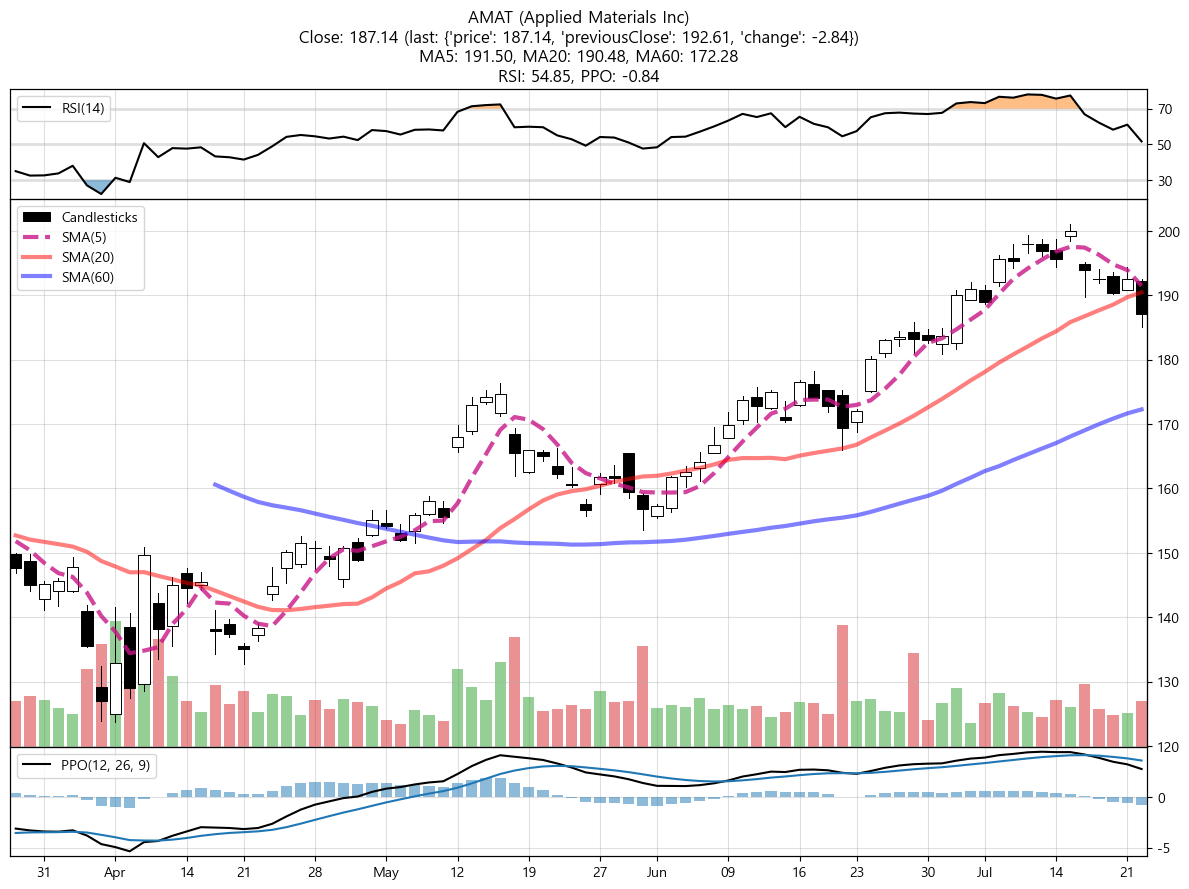 AMAT (Applied Materials Inc)
Close: 187.14 (last: {'price': 187.14, 'previousClose': 192.61, 'change': -2.84})
MA5: 191.50, MA20: 190.48, MA60: 172.28
RSI: 54.85, PPO: -0.84
RSI(14)
70
50
30
Candlesticks
SMA(5)
SMA(20)
SMA(60)
200
190
180
170
160
150
140
130
120
PPO(12, 26, 9)
0
-5
31 Apr 14 21 28 May 12 19 27 Jun 09 16 23 30 Jul 14 21